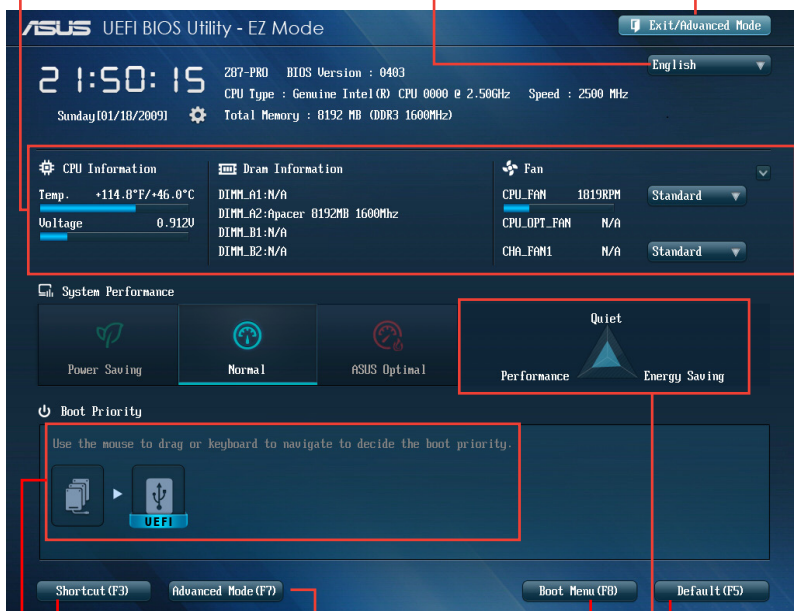 ASUS UEFI BIOS Utility - EZ Mode
Exit/Advanced Mode
English
21:50:15
Sunday[01/18/2009]
Z87-PRO BIOS Version : 0403
CPU Type : Genuine Intel(R) CPU 0000 @ 2.50GHz Speed : 2500 MHz
Total Memory : 8192 MB (DDR3 1600MHz)
CPU Information
Temp. +114.8°F/+46.0°C
Voltage 0.912V
Dram Information
DIMM_A1:N/A
DIMM_A2:Apacer 8192MB 1600Mhz
DIMM_B1:N/A
DIMM_B2:N/A
Fan
CPU_FAN 1819RPM Standard
CPU_OPT_FAN N/A
CHA_FAN1 N/A Standard
System Performance
Power Saving
Normal
ASUS Optimal
Quiet
Performance
Energy Saving
Boot Priority
Use the mouse to drag or keyboard to navigate to decide the boot priority.
UEFI
Shortcut(F3)
Advanced Mode(F7)
Boot Menu(F8)
Default(F5)